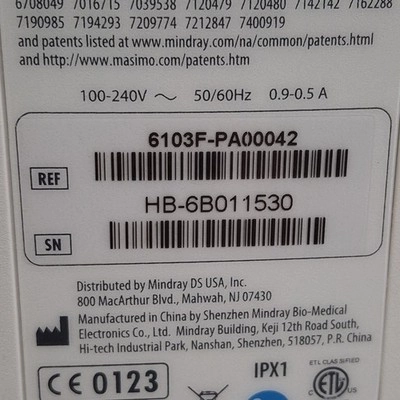 6708049 7016715 7039538 7120479 7120480 7142142 7162288
7190985 7194293 7209774 7212847 7400919
and patents listed at www.mindray.com/na/common/patents.html
and http://www.masimo.com/patents.htm
100-240V ~ 50/60Hz 0.9-0.5 A
6103F-PA00042
REF
HB-6B011530
SN
Distributed by Mindray DS USA, Inc.
800 MacArthur Blvd., Mahwah, NJ 07430
Manufactured in China by Shenzhen Mindray Bio-Medical
Electronics Co., Ltd. Mindray Building, Keji 12th Road South,
Hi-tech Industrial Park, Nanshan, Shenzhen, 518057, P.R. China
CE 0123
IPX1
ETL CLASSIFIED
ETL